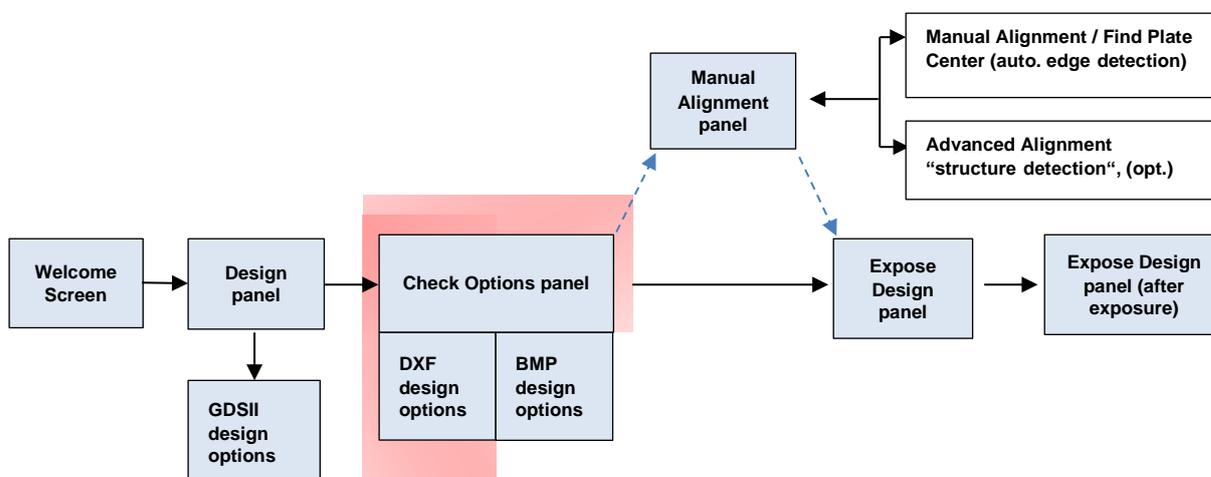 Manual Alignment / Find Plate
Center (auto. edge detection)
Manual
Alignment
panel
Advanced Alignment
“structure detection“, (opt.)
Welcome
Screen
Design
panel
Check Options panel
Expose
Design
panel
Expose Design
panel (after
exposure)
DXF
design
options
BMP
design
options
GDSII
design
options